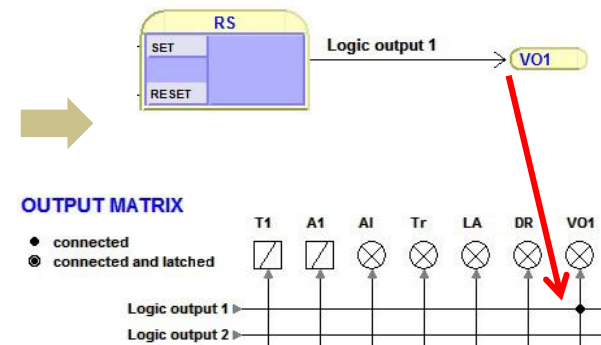 RS
SET
Logic output 1
VO1
RESET
OUTPUT MATRIX
T1 A1 Al Tr LA DR VO1
connected
connected and latched
Logic output 1
Logic output 2